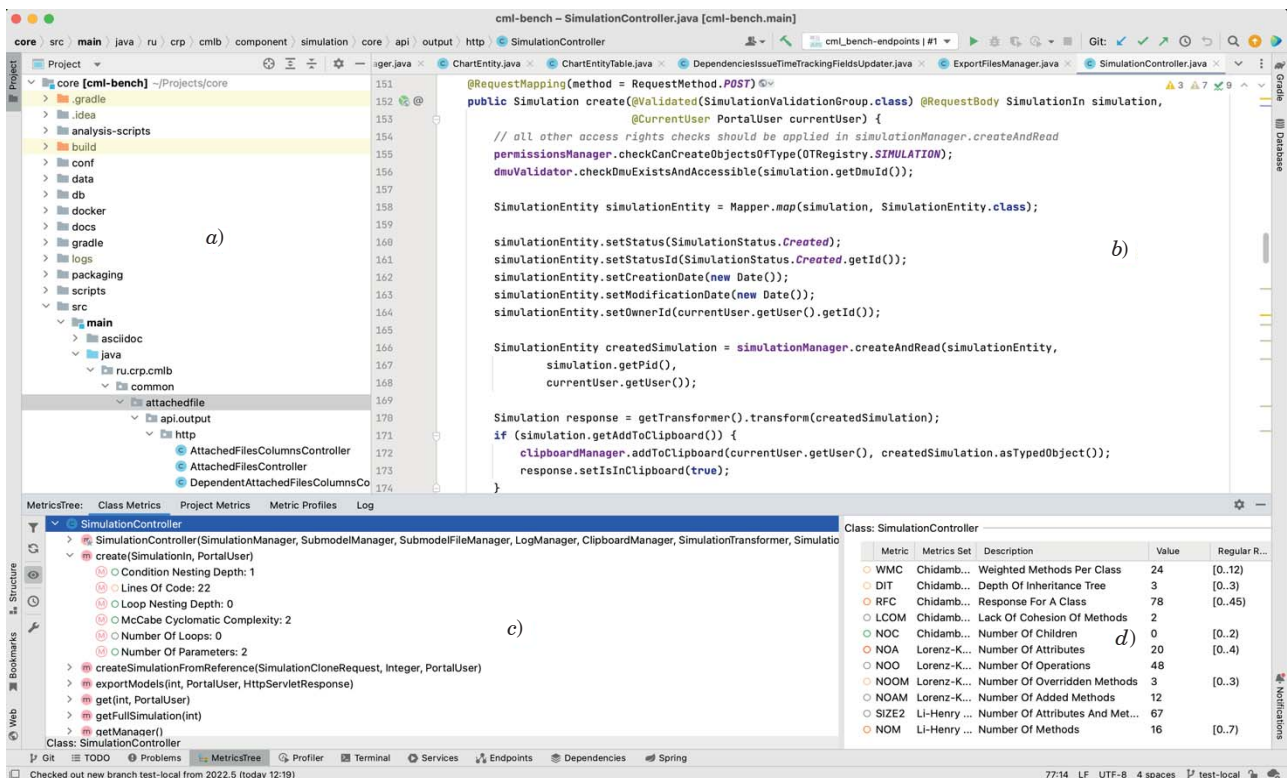 cml-bench – SimulationController.java [cml-bench.main]
core src main java ru crp cmlb component simulation core api output http SimulationController
cml_bench-endpoints | #1 Git:
Project
ager.java ChartEntity.java ChartEntityTable.java DependenciesIssueTimeTrackingFieldsUpdater.java ExportFilesManager.java SimulationController.java
Project
Structure
Bookmarks
Web
core [cml-bench] ~/Projects/core
.gradle
.idea
analysis-scripts
build
conf
data
db
docker
docs
gradle
logs
packaging
scripts
src
main
asciidoc
java
ru.crp.cmlb
common
attachedfile
api.output
http
AttachedFilesColumnsController
AttachedFilesController
DependentAttachedFilesColumnsCo
a)
3 7 9
151 @RequestMapping(method = RequestMethod.POST)
152 @ public Simulation create(@Validated(SimulationValidationGroup.class) @RequestBody SimulationIn simulation,
153 @CurrentUser PortalUser currentUser) {
154 // all other access rights checks should be applied in simulationManager.createAndRead
155 permissionsManager.checkCanCreateObjectsOfType(OTRegistry.SIMULATION);
156 dmuValidator.checkDmuExistsAndAccessible(simulation.getDmuId());
157
158 SimulationEntity simulationEntity = Mapper.map(simulation, SimulationEntity.class);
159
160 simulationEntity.setStatus(SimulationStatus.Created);
161 simulationEntity.setStatusId(SimulationStatus.Created.getId());
162 simulationEntity.setCreationDate(new Date());
163 simulationEntity.setModificationDate(new Date());
164 simulationEntity.setOwnerId(currentUser.getUser().getId());
165
166 SimulationEntity createdSimulation = simulationManager.createAndRead(simulationEntity,
167 simulation.getPid(),
168 currentUser.getUser());
169
170 Simulation response = getTransformer().transform(createdSimulation);
171 if (simulation.getAddToClipboard()) {
172 clipboardManager.addToClipboard(currentUser.getUser(), createdSimulation.asTypedObject());
173 response.setIsInClipboard(true);
174 }
b)
Gradle
Database
Notifications
MetricsTree: Class Metrics Project Metrics Metric Profiles Log
SimulationController
SimulationController(SimulationManager, SubmodelManager, SubmodelFileManager, LogManager, ClipboardManager, SimulationTransformer, Simulatio
create(SimulationIn, PortalUser)
Condition Nesting Depth: 1
Lines Of Code: 22
Loop Nesting Depth: 0
McCabe Cyclomatic Complexity: 2
Number Of Loops: 0
Number Of Parameters: 2
createSimulationFromReference(SimulationCloneRequest, Integer, PortalUser)
exportModels(int, PortalUser, HttpServletResponse)
get(int, PortalUser)
getFullSimulation(int)
getManager()
Class: SimulationController
c)
Class: SimulationController
Metric Metrics Set Description Value Regular R...
WMC Chidamb... Weighted Methods Per Class 24 [0..12)
DIT Chidamb... Depth Of Inheritance Tree 3 [0..3)
RFC Chidamb... Response For A Class 78 [0..45)
LCOM Chidamb... Lack Of Cohesion Of Methods 2
NOC Chidamb... Number Of Children 0 [0..2)
NOA Lorenz-K... Number Of Attributes 20 [0..4)
NOO Lorenz-K... Number Of Operations 48
NOOM Lorenz-K... Number Of Overridden Methods 3 [0..3)
NOAM Lorenz-K... Number Of Added Methods 12
SIZE2 Li-Henry ... Number Of Attributes And Met... 67
NOM Li-Henry ... Number Of Methods 16 [0..7)
d)
Git TODO Problems MetricsTree Profiler Terminal Services Endpoints Dependencies Spring
Checked out new branch test-local from 2022.5 (today 12:19) 77:14 LF UTF-8 4 spaces test-local